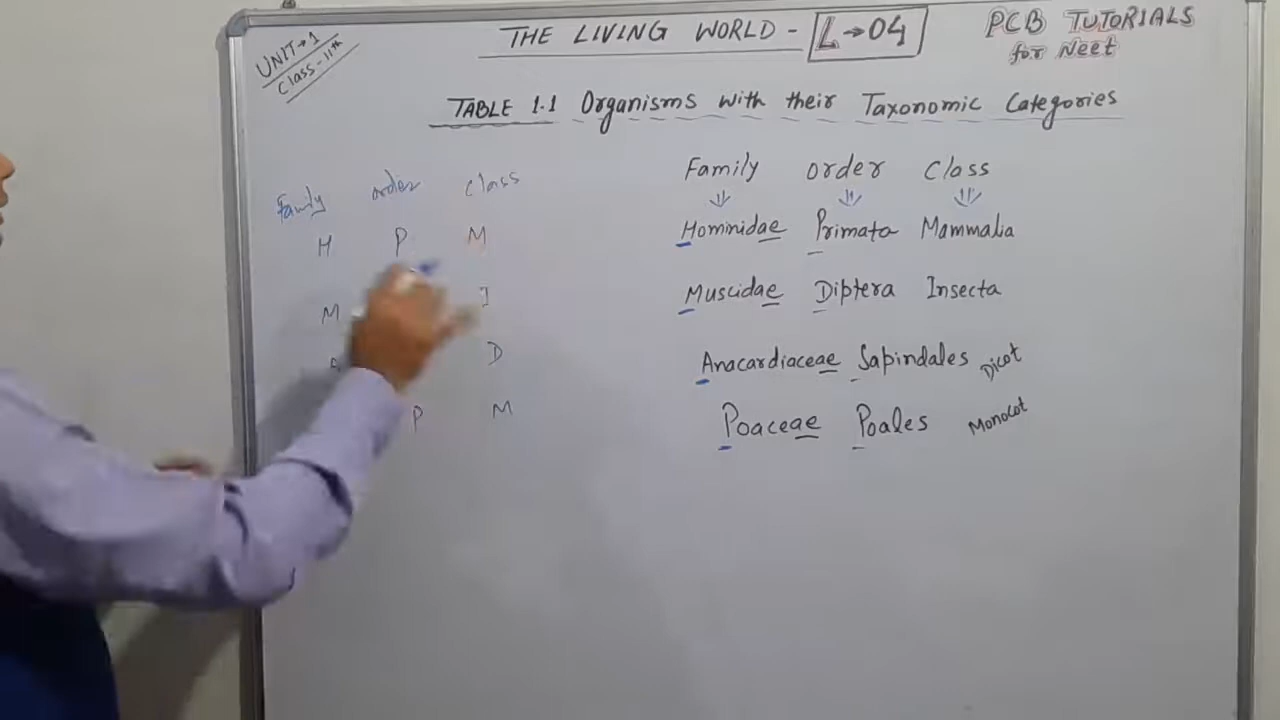 UNIT→1
Class-11th
THE LIVING WORLD - L→04
PCB TUTORIALS
for Neet
TABLE 1.1 Organisms with their Taxonomic Categories
Family order class
H P M
M I
D
P M
Family order Class
Hominidae Primata Mammalia
Muscidae Diptera Insecta
Anacardiaceae Sapindales Dicot
Poaceae Poales Monocot